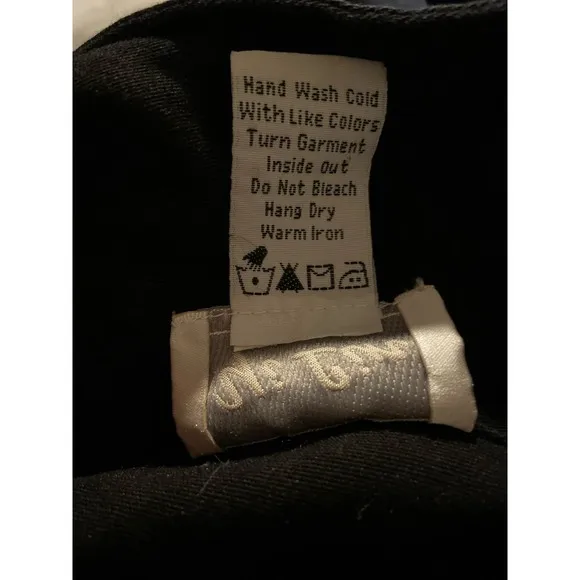 Hand Wash Cold
With Like Colors
Turn Garment
Inside Out
Do Not Bleach
Hang Dry
Warm Iron